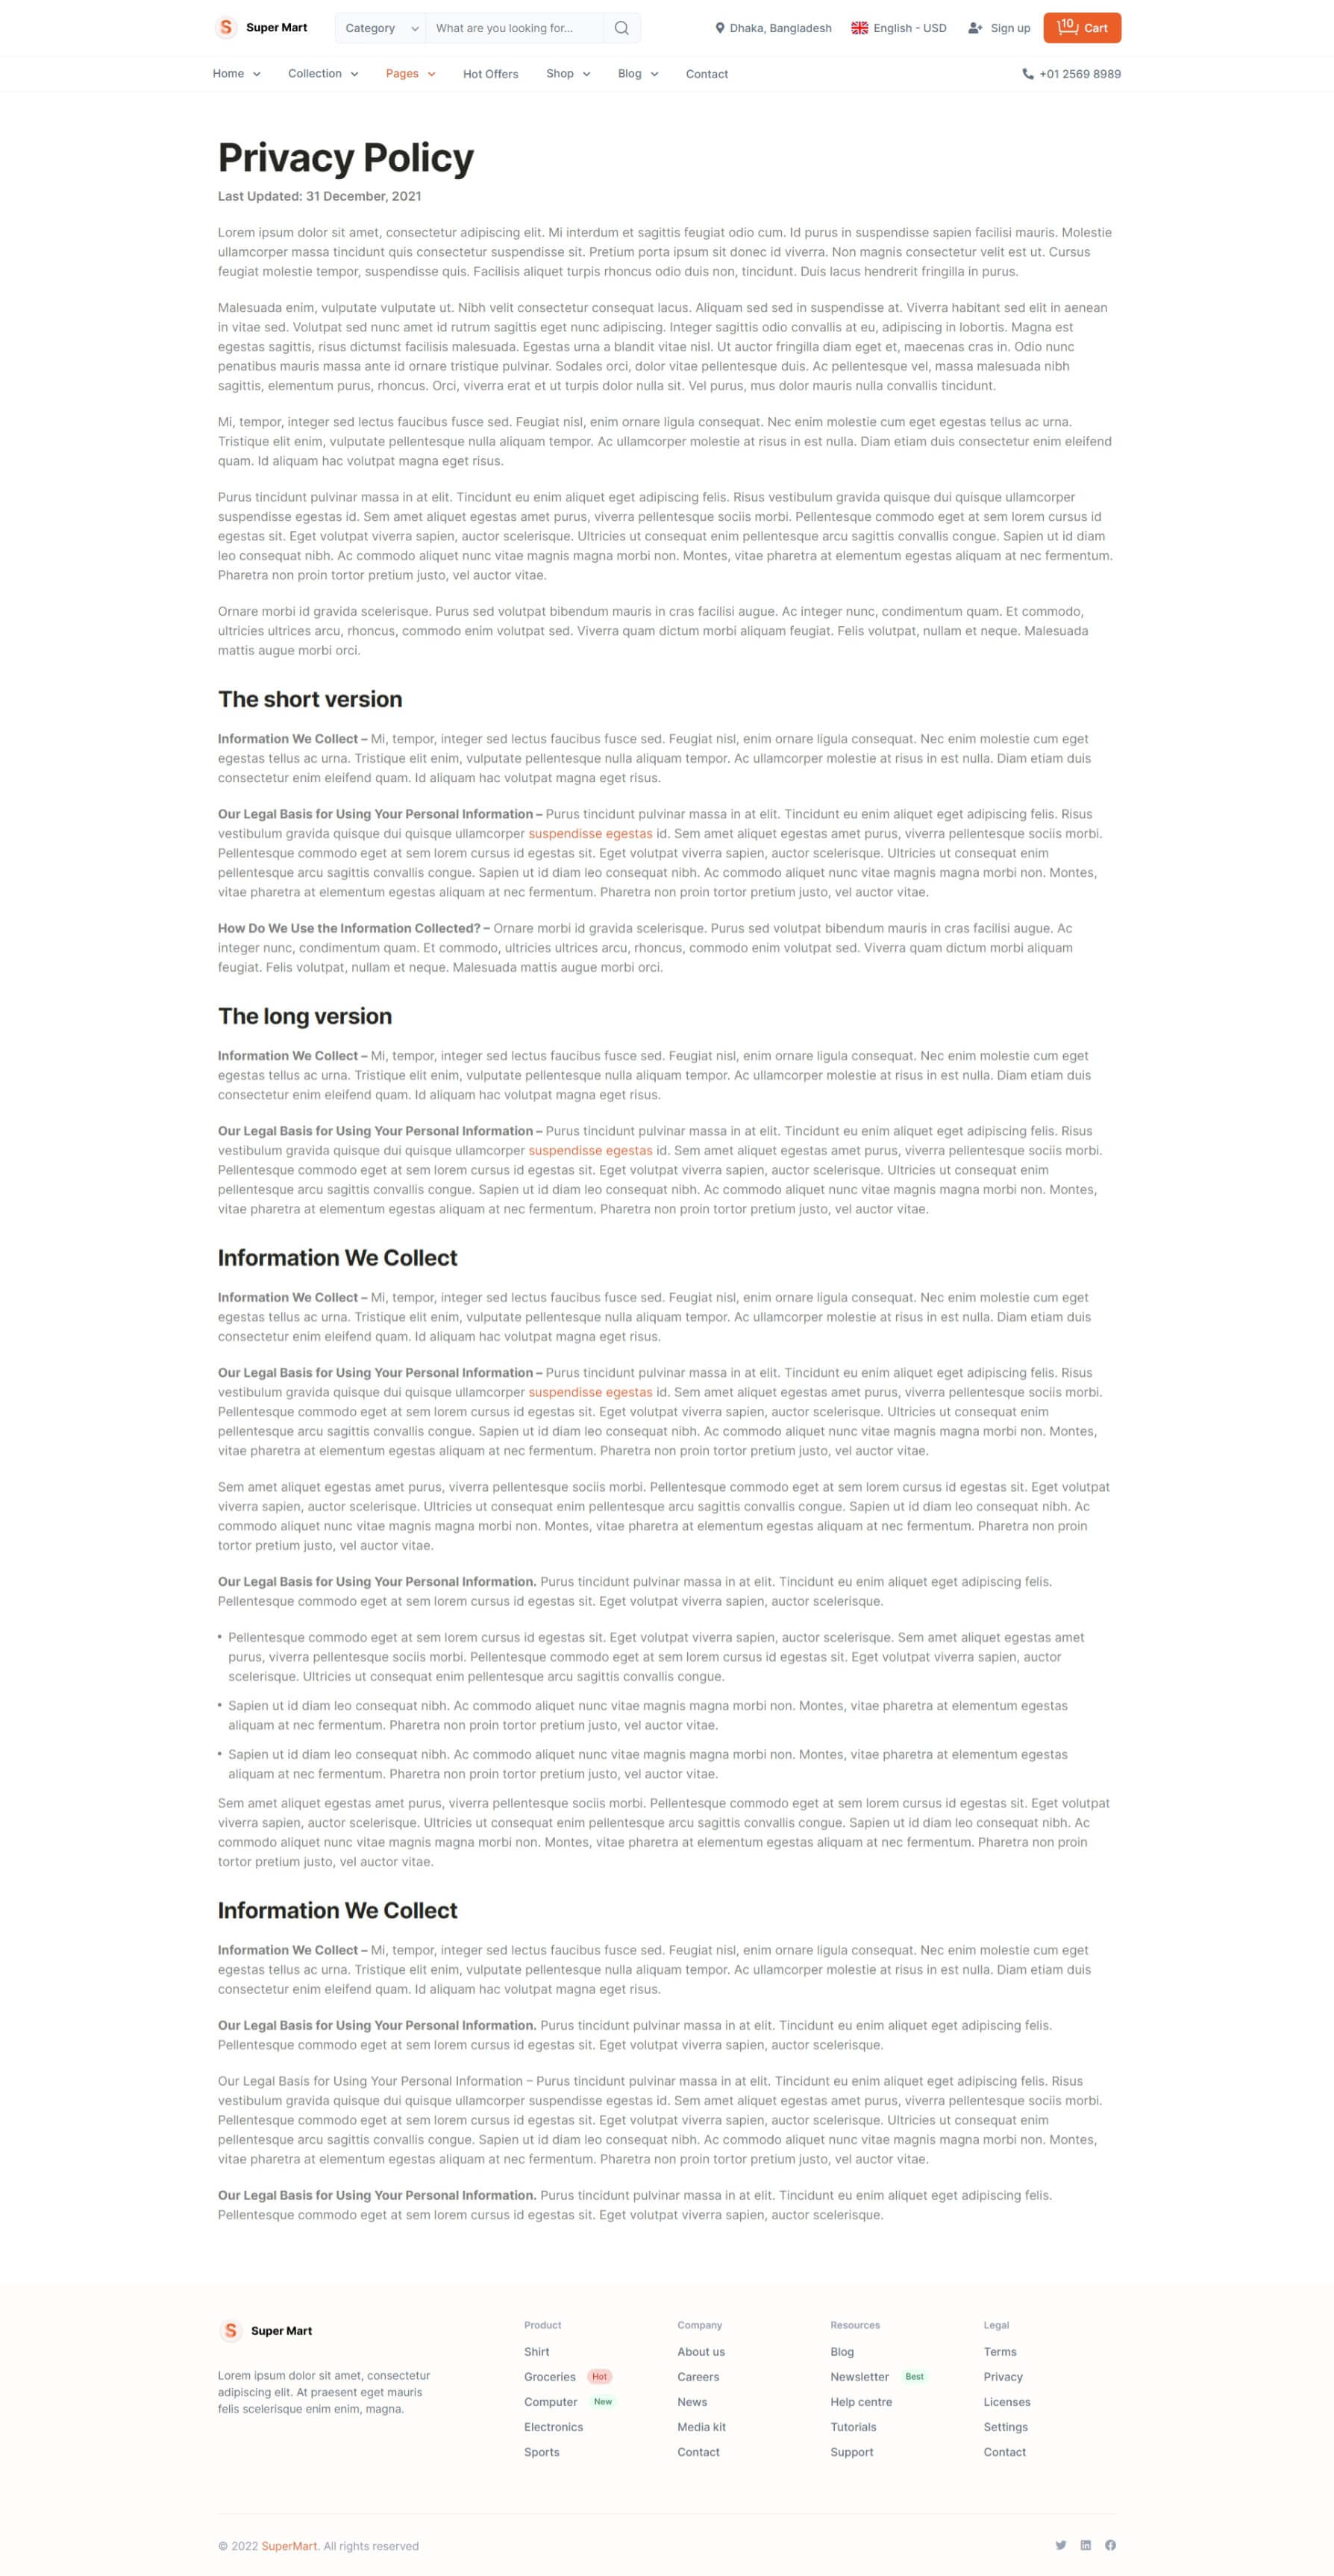 S Super Mart Category What are you looking for... Dhaka, Bangladesh English - USD Sign up 10 Cart
Home Collection Pages Hot Offers Shop Blog Contact +01 2569 8989
Privacy Policy
Last Updated: 31 December, 2021
Lorem ipsum dolor sit amet, consectetur adipiscing elit. Mi interdum et sagittis feugiat odio cum. Id purus in suspendisse sapien facilisi mauris. Molestie
ullamcorper massa tincidunt quis consectetur suspendisse sit. Pretium porta ipsum sit donec id viverra. Non magnis consectetur velit est ut. Cursus
feugiat molestie tempor, suspendisse quis. Facilisis aliquet turpis rhoncus odio duis non, tincidunt. Duis lacus hendrerit fringilla in purus.
Malesuada enim, vulputate vulputate ut. Nibh velit consectetur consequat lacus. Aliquam sed sed in suspendisse at. Viverra habitant sed elit in aenean
in vitae sed. Volutpat sed nunc amet id rutrum sagittis eget nunc adipiscing. Integer sagittis odio convallis at eu, adipiscing in lobortis. Magna est
egestas sagittis, risus dictumst facilisis malesuada. Egestas urna a blandit vitae nisl. Ut auctor fringilla diam eget et, maecenas cras in. Odio nunc
penatibus mauris massa ante id ornare tristique pulvinar. Sodales orci, dolor vitae pellentesque duis. Ac pellentesque vel, massa malesuada nibh
sagittis, elementum purus, rhoncus. Orci, viverra erat et ut turpis dolor nulla sit. Vel purus, mus dolor mauris nulla convallis tincidunt.
Mi, tempor, integer sed lectus faucibus fusce sed. Feugiat nisl, enim ornare ligula consequat. Nec enim molestie cum eget egestas tellus ac urna.
Tristique elit enim, vulputate pellentesque nulla aliquam tempor. Ac ullamcorper molestie at risus in est nulla. Diam etiam duis consectetur enim eleifend
quam. Id aliquam hac volutpat magna eget risus.
Purus tincidunt pulvinar massa in at elit. Tincidunt eu enim aliquet eget adipiscing felis. Risus vestibulum gravida quisque dui quisque ullamcorper
suspendisse egestas id. Sem amet aliquet egestas amet purus, viverra pellentesque sociis morbi. Pellentesque commodo eget at sem lorem cursus id
egestas sit. Eget volutpat viverra sapien, auctor scelerisque. Ultricies ut consequat enim pellentesque arcu sagittis convallis congue. Sapien ut id diam
leo consequat nibh. Ac commodo aliquet nunc vitae magnis magna morbi non. Montes, vitae pharetra at elementum egestas aliquam at nec fermentum.
Pharetra non proin tortor pretium justo, vel auctor vitae.
Ornare morbi id gravida scelerisque. Purus sed volutpat bibendum mauris in cras facilisi augue. Ac integer nunc, condimentum quam. Et commodo,
ultricies ultrices arcu, rhoncus, commodo enim volutpat sed. Viverra quam dictum morbi aliquam feugiat. Felis volutpat, nullam et neque. Malesuada
mattis augue morbi orci.
The short version
Information We Collect – Mi, tempor, integer sed lectus faucibus fusce sed. Feugiat nisl, enim ornare ligula consequat. Nec enim molestie cum eget
egestas tellus ac urna. Tristique elit enim, vulputate pellentesque nulla aliquam tempor. Ac ullamcorper molestie at risus in est nulla. Diam etiam duis
consectetur enim eleifend quam. Id aliquam hac volutpat magna eget risus.
Our Legal Basis for Using Your Personal Information – Purus tincidunt pulvinar massa in at elit. Tincidunt eu enim aliquet eget adipiscing felis. Risus
vestibulum gravida quisque dui quisque ullamcorper suspendisse egestas id. Sem amet aliquet egestas amet purus, viverra pellentesque sociis morbi.
Pellentesque commodo eget at sem lorem cursus id egestas sit. Eget volutpat viverra sapien, auctor scelerisque. Ultricies ut consequat enim
pellentesque arcu sagittis convallis congue. Sapien ut id diam leo consequat nibh. Ac commodo aliquet nunc vitae magnis magna morbi non. Montes,
vitae pharetra at elementum egestas aliquam at nec fermentum. Pharetra non proin tortor pretium justo, vel auctor vitae.
How Do We Use the Information Collected? – Ornare morbi id gravida scelerisque. Purus sed volutpat bibendum mauris in cras facilisi augue. Ac
integer nunc, condimentum quam. Et commodo, ultricies ultrices arcu, rhoncus, commodo enim volutpat sed. Viverra quam dictum morbi aliquam
feugiat. Felis volutpat, nullam et neque. Malesuada mattis augue morbi orci.
The long version
Information We Collect – Mi, tempor, integer sed lectus faucibus fusce sed. Feugiat nisl, enim ornare ligula consequat. Nec enim molestie cum eget
egestas tellus ac urna. Tristique elit enim, vulputate pellentesque nulla aliquam tempor. Ac ullamcorper molestie at risus in est nulla. Diam etiam duis
consectetur enim eleifend quam. Id aliquam hac volutpat magna eget risus.
Our Legal Basis for Using Your Personal Information – Purus tincidunt pulvinar massa in at elit. Tincidunt eu enim aliquet eget adipiscing felis. Risus
vestibulum gravida quisque dui quisque ullamcorper suspendisse egestas id. Sem amet aliquet egestas amet purus, viverra pellentesque sociis morbi.
Pellentesque commodo eget at sem lorem cursus id egestas sit. Eget volutpat viverra sapien, auctor scelerisque. Ultricies ut consequat enim
pellentesque arcu sagittis convallis congue. Sapien ut id diam leo consequat nibh. Ac commodo aliquet nunc vitae magnis magna morbi non. Montes,
vitae pharetra at elementum egestas aliquam at nec fermentum. Pharetra non proin tortor pretium justo, vel auctor vitae.
Information We Collect
Information We Collect – Mi, tempor, integer sed lectus faucibus fusce sed. Feugiat nisl, enim ornare ligula consequat. Nec enim molestie cum eget
egestas tellus ac urna. Tristique elit enim, vulputate pellentesque nulla aliquam tempor. Ac ullamcorper molestie at risus in est nulla. Diam etiam duis
consectetur enim eleifend quam. Id aliquam hac volutpat magna eget risus.
Our Legal Basis for Using Your Personal Information – Purus tincidunt pulvinar massa in at elit. Tincidunt eu enim aliquet eget adipiscing felis. Risus
vestibulum gravida quisque dui quisque ullamcorper suspendisse egestas id. Sem amet aliquet egestas amet purus, viverra pellentesque sociis morbi.
Pellentesque commodo eget at sem lorem cursus id egestas sit. Eget volutpat viverra sapien, auctor scelerisque. Ultricies ut consequat enim
pellentesque arcu sagittis convallis congue. Sapien ut id diam leo consequat nibh. Ac commodo aliquet nunc vitae magnis magna morbi non. Montes,
vitae pharetra at elementum egestas aliquam at nec fermentum. Pharetra non proin tortor pretium justo, vel auctor vitae.
Sem amet aliquet egestas amet purus, viverra pellentesque sociis morbi. Pellentesque commodo eget at sem lorem cursus id egestas sit. Eget volutpat
viverra sapien, auctor scelerisque. Ultricies ut consequat enim pellentesque arcu sagittis convallis congue. Sapien ut id diam leo consequat nibh. Ac
commodo aliquet nunc vitae magnis magna morbi non. Montes, vitae pharetra at elementum egestas aliquam at nec fermentum. Pharetra non proin
tortor pretium justo, vel auctor vitae.
Our Legal Basis for Using Your Personal Information. Purus tincidunt pulvinar massa in at elit. Tincidunt eu enim aliquet eget adipiscing felis.
Pellentesque commodo eget at sem lorem cursus id egestas sit. Eget volutpat viverra sapien, auctor scelerisque.
• Pellentesque commodo eget at sem lorem cursus id egestas sit. Eget volutpat viverra sapien, auctor scelerisque. Sem amet aliquet egestas amet
purus, viverra pellentesque sociis morbi. Pellentesque commodo eget at sem lorem cursus id egestas sit. Eget volutpat viverra sapien, auctor
scelerisque. Ultricies ut consequat enim pellentesque arcu sagittis convallis congue.
• Sapien ut id diam leo consequat nibh. Ac commodo aliquet nunc vitae magnis magna morbi non. Montes, vitae pharetra at elementum egestas
aliquam at nec fermentum. Pharetra non proin tortor pretium justo, vel auctor vitae.
• Sapien ut id diam leo consequat nibh. Ac commodo aliquet nunc vitae magnis magna morbi non. Montes, vitae pharetra at elementum egestas
aliquam at nec fermentum. Pharetra non proin tortor pretium justo, vel auctor vitae.
Sem amet aliquet egestas amet purus, viverra pellentesque sociis morbi. Pellentesque commodo eget at sem lorem cursus id egestas sit. Eget volutpat
viverra sapien, auctor scelerisque. Ultricies ut consequat enim pellentesque arcu sagittis convallis congue. Sapien ut id diam leo consequat nibh. Ac
commodo aliquet nunc vitae magnis magna morbi non. Montes, vitae pharetra at elementum egestas aliquam at nec fermentum. Pharetra non proin
tortor pretium justo, vel auctor vitae.
Information We Collect
Information We Collect – Mi, tempor, integer sed lectus faucibus fusce sed. Feugiat nisl, enim ornare ligula consequat. Nec enim molestie cum eget
egestas tellus ac urna. Tristique elit enim, vulputate pellentesque nulla aliquam tempor. Ac ullamcorper molestie at risus in est nulla. Diam etiam duis
consectetur enim eleifend quam. Id aliquam hac volutpat magna eget risus.
Our Legal Basis for Using Your Personal Information. Purus tincidunt pulvinar massa in at elit. Tincidunt eu enim aliquet eget adipiscing felis.
Pellentesque commodo eget at sem lorem cursus id egestas sit. Eget volutpat viverra sapien, auctor scelerisque.
Our Legal Basis for Using Your Personal Information – Purus tincidunt pulvinar massa in at elit. Tincidunt eu enim aliquet eget adipiscing felis. Risus
vestibulum gravida quisque dui quisque ullamcorper suspendisse egestas id. Sem amet aliquet egestas amet purus, viverra pellentesque sociis morbi.
Pellentesque commodo eget at sem lorem cursus id egestas sit. Eget volutpat viverra sapien, auctor scelerisque. Ultricies ut consequat enim
pellentesque arcu sagittis convallis congue. Sapien ut id diam leo consequat nibh. Ac commodo aliquet nunc vitae magnis magna morbi non. Montes,
vitae pharetra at elementum egestas aliquam at nec fermentum. Pharetra non proin tortor pretium justo, vel auctor vitae.
Our Legal Basis for Using Your Personal Information. Purus tincidunt pulvinar massa in at elit. Tincidunt eu enim aliquet eget adipiscing felis.
Pellentesque commodo eget at sem lorem cursus id egestas sit. Eget volutpat viverra sapien, auctor scelerisque.
S Super Mart
Lorem ipsum dolor sit amet, consectetur
adipiscing elit. At praesent eget mauris
felis scelerisque enim enim, magna.
Product
Shirt
Groceries Hot
Computer New
Electronics
Sports
Company
About us
Careers
News
Media kit
Contact
Resources
Blog
Newsletter Best
Help centre
Tutorials
Support
Legal
Terms
Privacy
Licenses
Settings
Contact
© 2022 SuperMart. All rights reserved